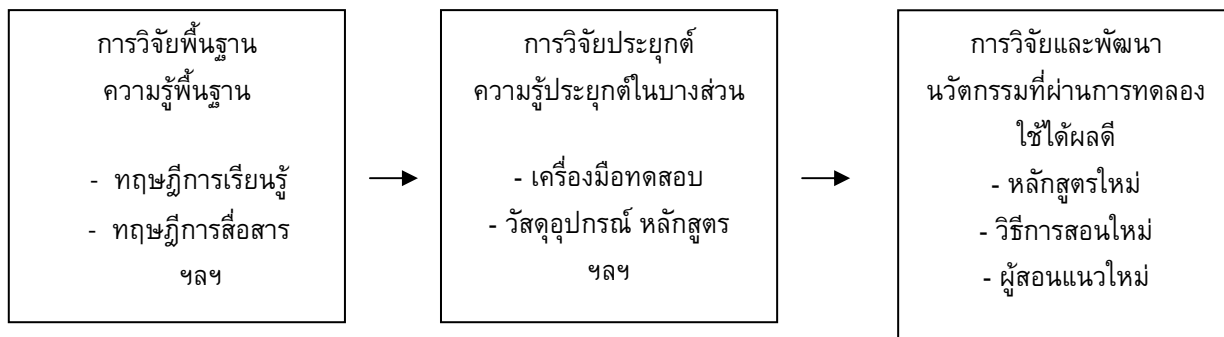 การวิจัยพื้นฐาน
ความรู้พื้นฐาน
- ทฤษฎีการเรียนรู้
- ทฤษฎีการสื่อสาร
ฯลฯ
การวิจัยประยุกต์
ความรู้ประยุกต์ในบางส่วน
- เครื่องมือทดสอบ
- วัสดุอุปกรณ์ หลักสูตร
ฯลฯ
การวิจัยและพัฒนา
นวัตกรรมที่ผ่านการทดลอง
ใช้ได้ผลดี
- หลักสูตรใหม่
- วิธีการสอนใหม่
- ผู้สอนแนวใหม่